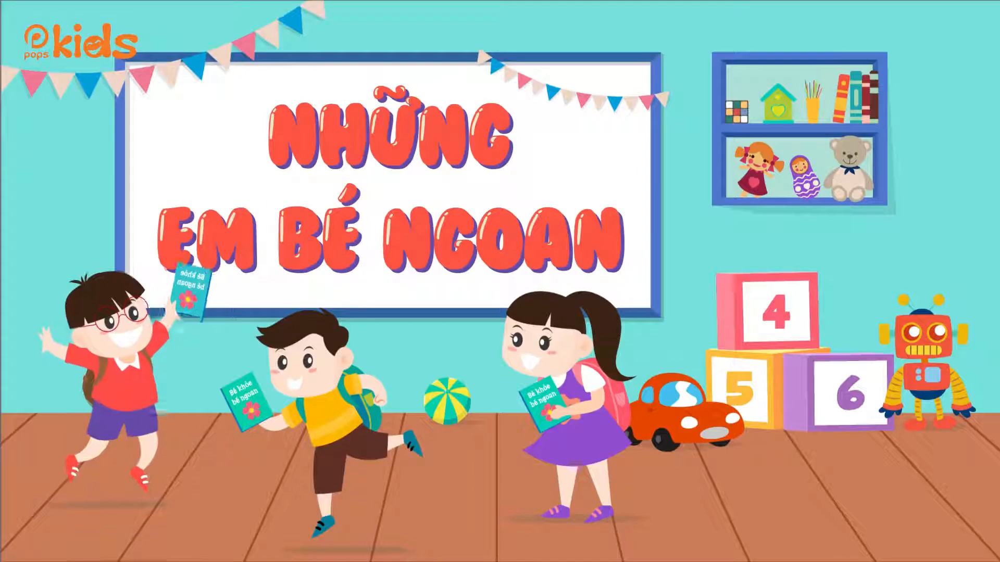 pops kids
NHỮNG
EM BÉ NGOAN
Bé khỏe
bé ngoan
Bé khỏe
bé ngoan
Bé khỏe
bé ngoan
4
5
6